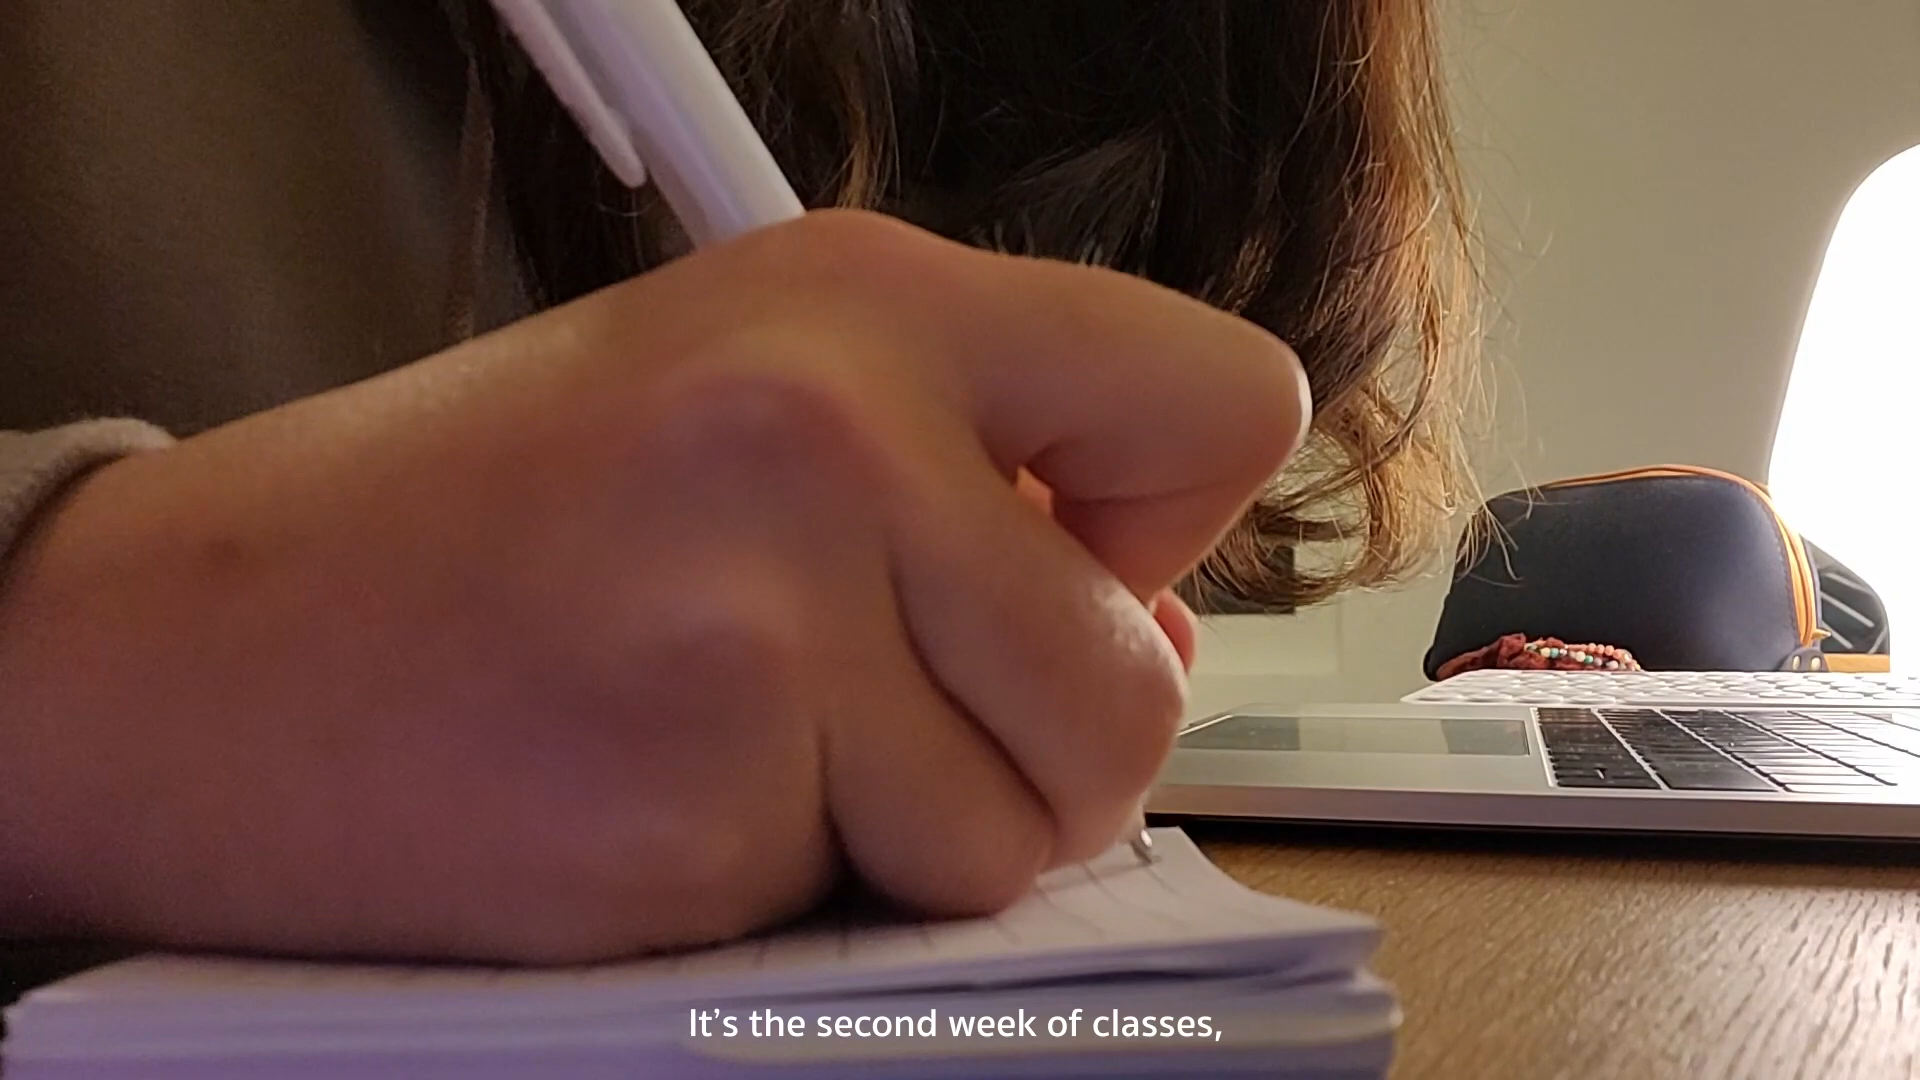 It’s the second week of classes,